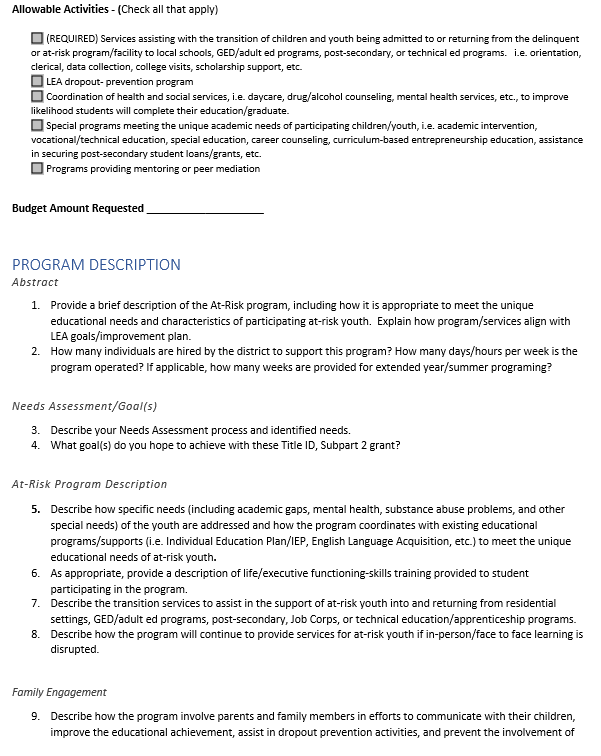 Allowable Activities - (Check all that apply)
(REQUIRED) Services assisting with the transition of children and youth being admitted to or returning from the delinquent
or at-risk program/facility to local schools, GED/adult ed programs, post-secondary, or technical ed programs. i.e. orientation,
clerical, data collection, college visits, scholarship support, etc.
LEA dropout- prevention program
Coordination of health and social services, i.e. daycare, drug/alcohol counseling, mental health services, etc., to improve
likelihood students will complete their education/graduate.
Special programs meeting the unique academic needs of participating children/youth, i.e. academic intervention,
vocational/technical education, special education, career counseling, curriculum-based entrepreneurship education, assistance
in securing post-secondary student loans/grants, etc.
Programs providing mentoring or peer mediation
Budget Amount Requested ____________________
PROGRAM DESCRIPTION
Abstract
1. Provide a brief description of the At-Risk program, including how it is appropriate to meet the unique
educational needs and characteristics of participating at-risk youth. Explain how program/services align with
LEA goals/improvement plan.
2. How many individuals are hired by the district to support this program? How many days/hours per week is the
program operated? If applicable, how many weeks are provided for extended year/summer programing?
Needs Assessment/Goal(s)
3. Describe your Needs Assessment process and identified needs.
4. What goal(s) do you hope to achieve with these Title ID, Subpart 2 grant?
At-Risk Program Description
5. Describe how specific needs (including academic gaps, mental health, substance abuse problems, and other
special needs) of the youth are addressed and how the program coordinates with existing educational
programs/supports (i.e. Individual Education Plan/IEP, English Language Acquisition, etc.) to meet the unique
educational needs of at-risk youth.
6. As appropriate, provide a description of life/executive functioning-skills training provided to student
participating in the program.
7. Describe the transition services to assist in the support of at-risk youth into and returning from residential
settings, GED/adult ed programs, post-secondary, Job Corps, or technical education/apprenticeship programs.
8. Describe how the program will continue to provide services for at-risk youth if in-person/face to face learning is
disrupted.
Family Engagement
9. Describe how the program involve parents and family members in efforts to communicate with their children,
improve the educational achievement, assist in dropout prevention activities, and prevent the involvement of